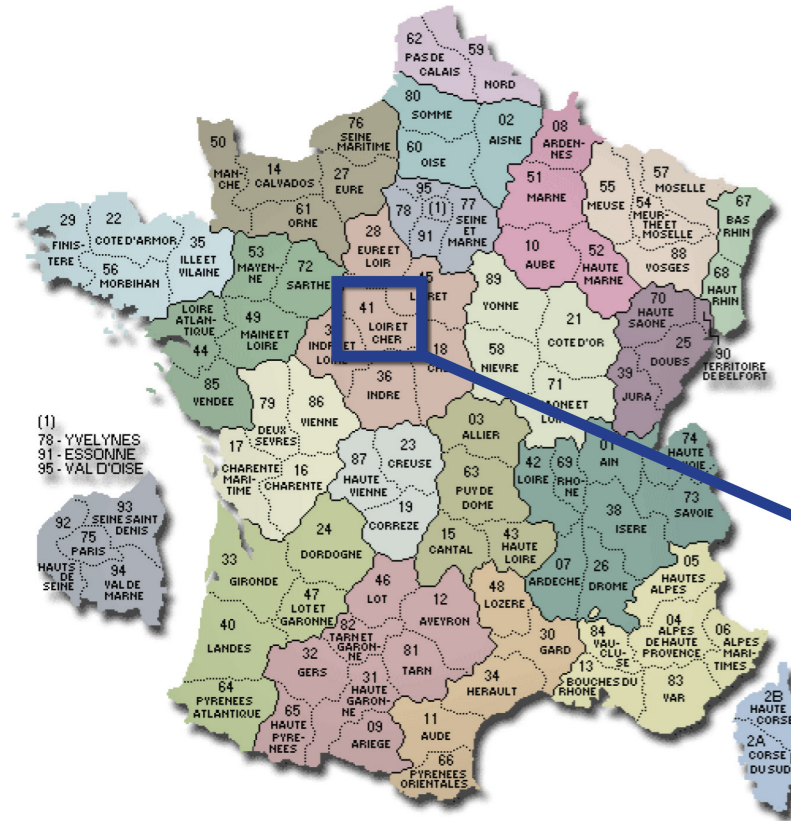 62
PAS DE
CALAIS
59
NORD
80
SOMME
02
AISNE
60
OISE
76
SEINE
MARITIME
27
EURE
50
MAN-
CHE
14
CALVADOS
61
ORNE
08
ARDEN-
NES
51
MARNE
10
AUBE
52
HAUTE
MARNE
55
MEUSE
57
MOSELLE
54
MEUR-
THE ET
MOSELLE
88
VOSGES
67
BAS
RHIN
68
HAUT
RHIN
95
78
(1)
91
77
SEINE
ET
MARNE
29
FINIS-
TERE
22
COTE D'ARMOR
35
ILLE ET
VILAINE
56
MORBIHAN
53
MAYEN-
NE
72
SARTHE
LOIRE
ATLAN-
TIQUE
44
49
MAINE ET
LOIRE
85
VENDEE
28
EURE ET
LOIR
41
LOIR ET
CHER
INDRE ET
18
36
INDRE
89
YONNE
21
COTE D'OR
58
NIEVRE
71
70
HAUTE
SAONE
25
DOUBS
39
JURA
90
TERRITOIRE
DE BELFORT
79
DEUX
SEVRES
86
VIENNE
17
CHARENTE
MARI-
TIME
16
CHARENTE
87
HAUTE
VIENNE
23
CREUSE
19
CORREZE
03
ALLIER
63
PUY DE
DOME
15
CANTAL
43
HAUTE
LOIRE
01
AIN
74
HAUTE
42
LOIRE
69
RHO-
NE
73
SAVOIE
38
ISERE
07
ARDECHE
26
DROME
(1)
78 - YVELYNES
91 - ESSONNE
95 - VAL D'OISE
92
HAUTS
DE
SEINE
93
SEINE SAINT
DENIS
75
PARIS
94
VAL DE
MARNE
24
DORDOGNE
33
GIRONDE
47
LOT ET
GARONNE
40
LANDES
64
PYRENEES
ATLANTIQUE
46
LOT
12
AVEYRON
82
TARN ET
GARON-
NE
81
TARN
32
GERS
31
HAUTE
GARON-
NE
65
HAUTE
PYRE-
NEES
09
ARIEGE
48
LOZERE
30
GARD
34
HERAULT
11
AUDE
66
PYRENEES
ORIENTALES
05
HAUTES
ALPES
04
ALPES
DE HAUTE
PROVENCE
06
ALPES
MARI-
TIMES
84
VAU-
CLU-
SE
13
BOUCHES DU
RHONE
83
VAR
2B
HAUTE
CORSE
2A
CORSE
DU SUD